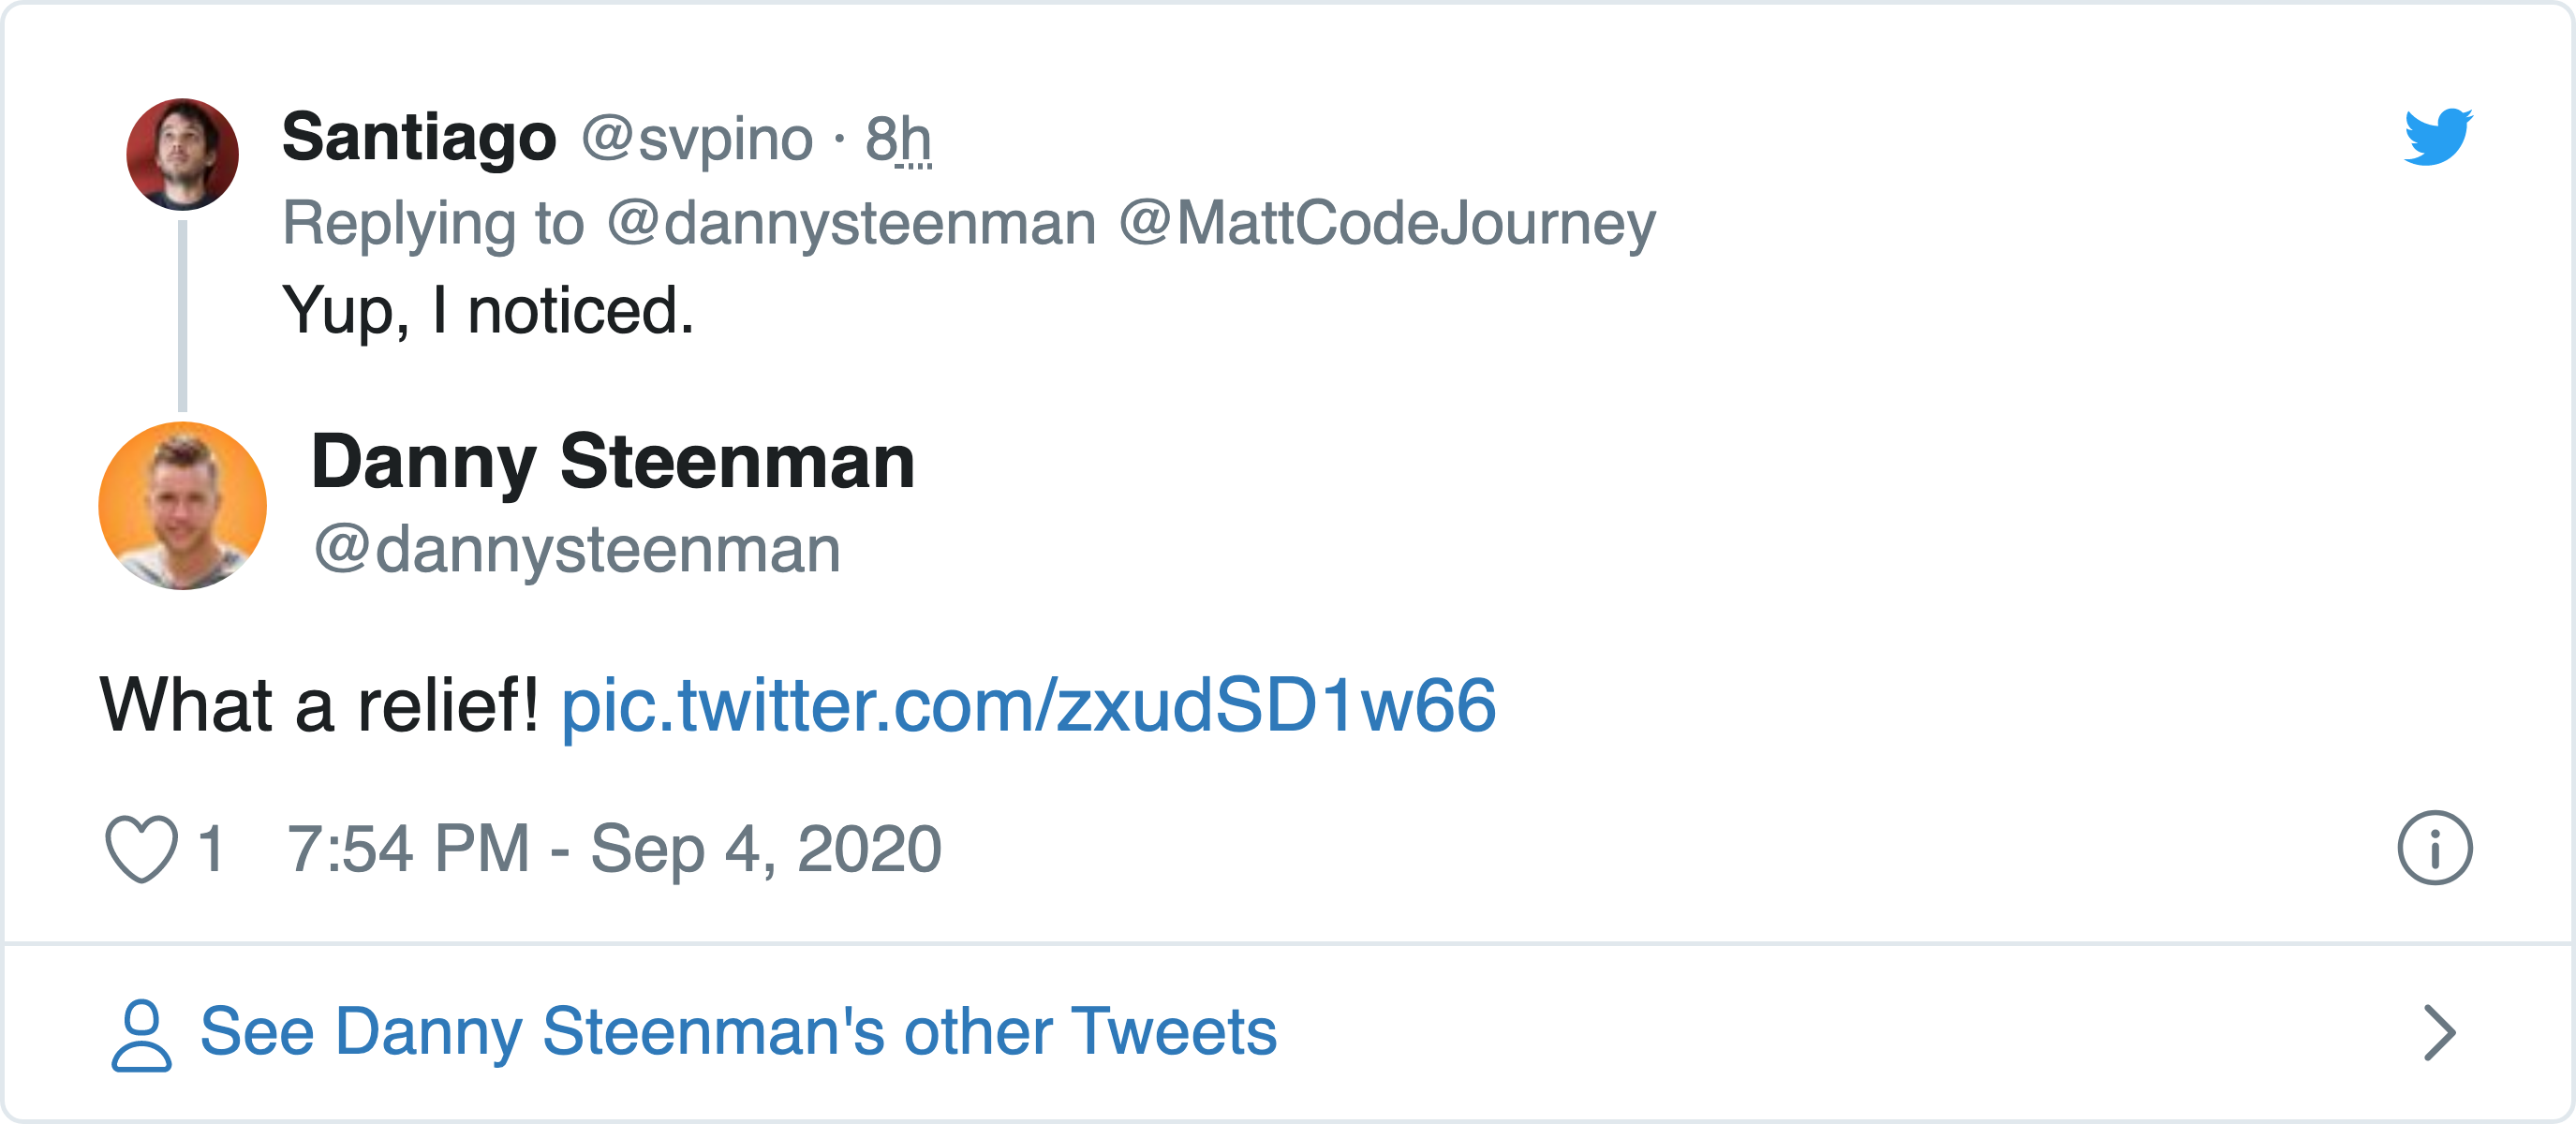 Santiago @svpino · 8h
Replying to @dannysteenman @MattCodeJourney
Yup, I noticed.
Danny Steenman
@dannysteenman
What a relief! pic.twitter.com/zxudSD1w66
1 7:54 PM - Sep 4, 2020
See Danny Steenman's other Tweets